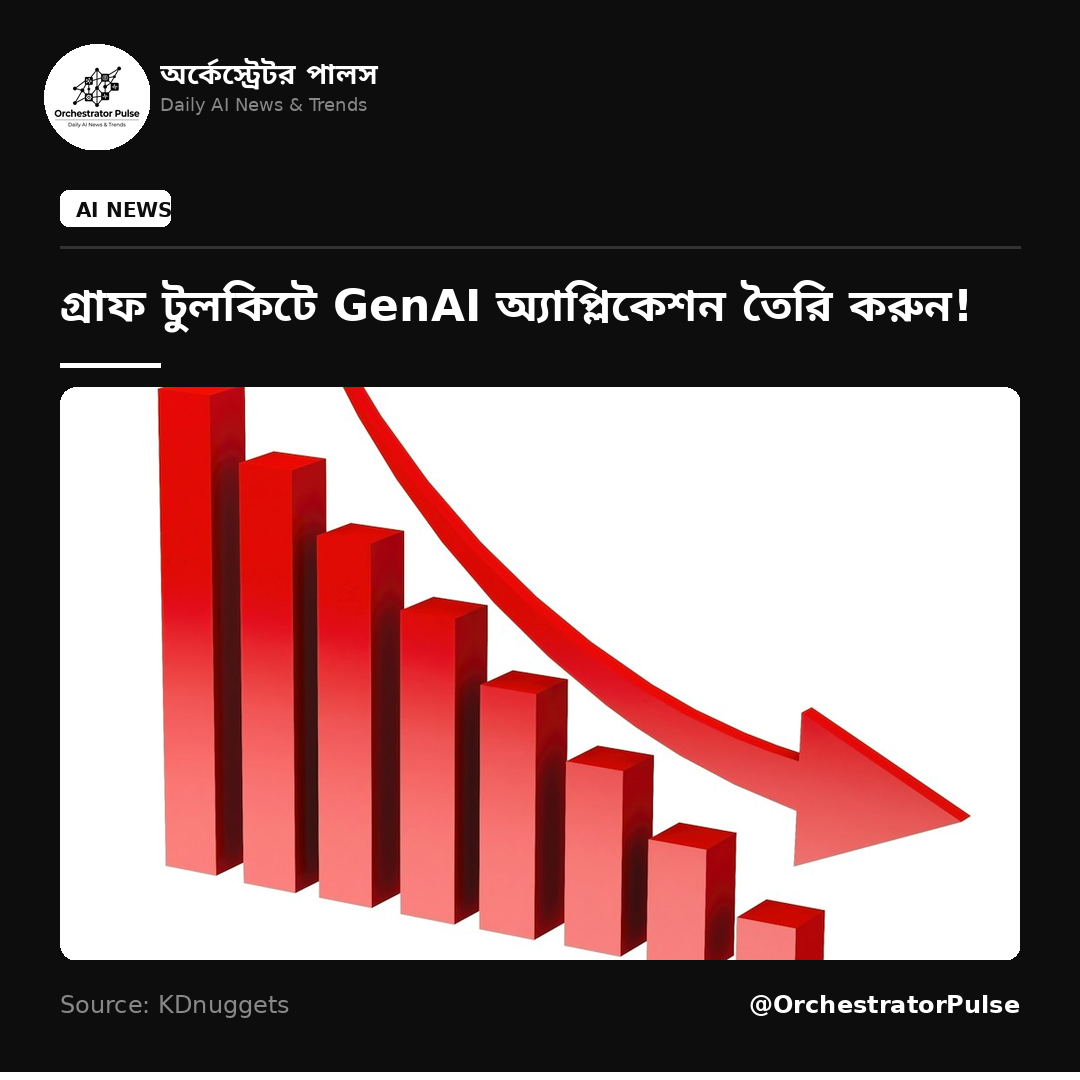 Orchestrator Pulse
Daily AI News & Trends
অর্কেস্ট্রেটর পালস
Daily AI News & Trends
AI NEWS
গ্রাফ টুলকিটে GenAI অ্যাপ্লিকেশন তৈরি করুন!
Source: KDnuggets
@OrchestratorPulse